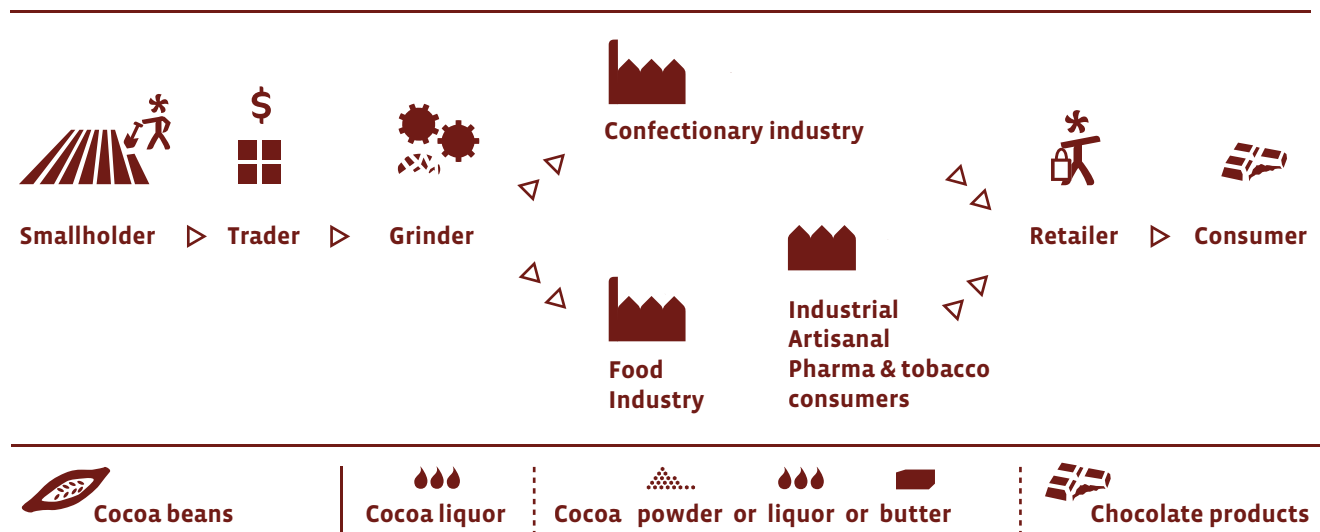 $
Confectionary industry
Smallholder Trader Grinder Retailer Consumer
Industrial
Artisanal
Pharma & tobacco
consumers
Food
Industry
Cocoa beans Cocoa liquor Cocoa powder or liquor or butter Chocolate products